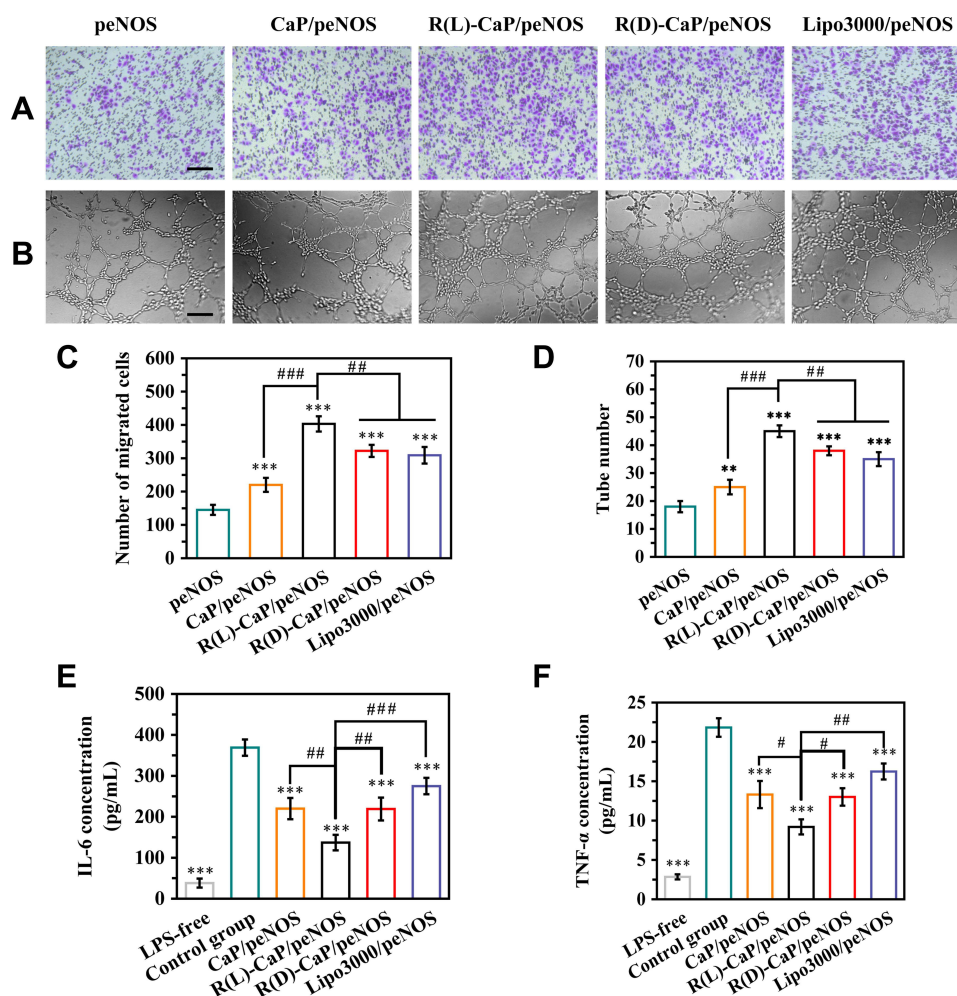 peNOS CaP/peNOS R(L)-CaP/peNOS R(D)-CaP/peNOS Lipo3000/peNOS
A
B
C
Number of migrated cells
600
500
400
300
200
100
0
***
***
***
***
###
##
peNOS
CaP/peNOS
R(L)-CaP/peNOS
R(D)-CaP/peNOS
Lipo3000/peNOS
D
Tube number
70
60
50
40
30
20
10
0
**
***
***
***
###
##
peNOS
CaP/peNOS
R(L)-CaP/peNOS
R(D)-CaP/peNOS
Lipo3000/peNOS
E
IL-6 concentration
(pg/mL)
500
400
300
200
100
0
***
***
***
***
***
##
##
###
LPS-free
Control group
CaP/peNOS
R(L)-CaP/peNOS
R(D)-CaP/peNOS
Lipo3000/peNOS
F
TNF-α concentration
(pg/mL)
25
20
15
10
5
0
***
***
***
***
***
#
#
##
LPS-free
Control group
CaP/peNOS
R(L)-CaP/peNOS
R(D)-CaP/peNOS
Lipo3000/peNOS